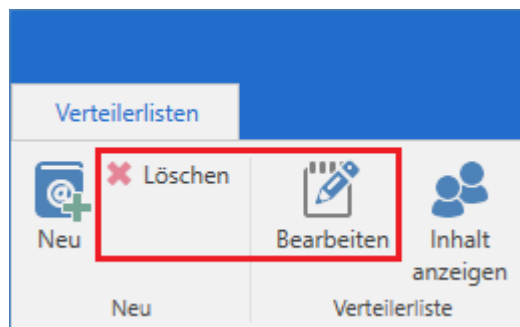 Verteilerlisten
Löschen
Neu
Bearbeiten
Inhalt
anzeigen
Neu
Verteilerliste